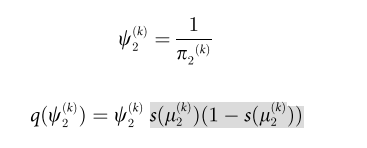 ψ₂⁽ᵏ⁾ = 1 / π₂⁽ᵏ⁾
q(ψ₂⁽ᵏ⁾) = ψ₂⁽ᵏ⁾ s(μ₂⁽ᵏ⁾)(1 − s(μ₂⁽ᵏ⁾))